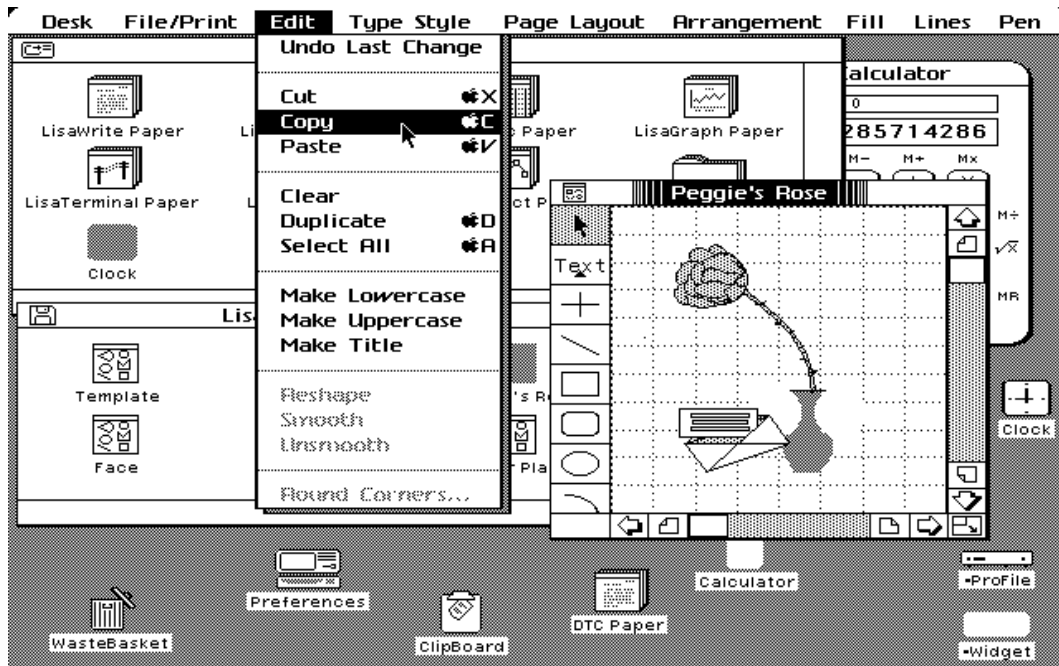 Desk File/Print Edit Type Style Page Layout Arrangement Fill Lines Pen
Undo Last Change
Cut X
Copy C
Paste V
Clear
Duplicate D
Select All A
Make Lowercase
Make Uppercase
Make Title
Reshape
Smooth
Unsmooth
Round Corners...
LisaWrite Paper
Paper
LisaGraph Paper
LisaTerminal Paper
Clock
Lis
Template
Face
alculator
0
285714286
M- M+ Mx
M÷
√x
MR
Peggie's Rose
Text
Clock
Preferences
WasteBasket
ClipBoard
DTC Paper
Calculator
-ProFile
-Widget